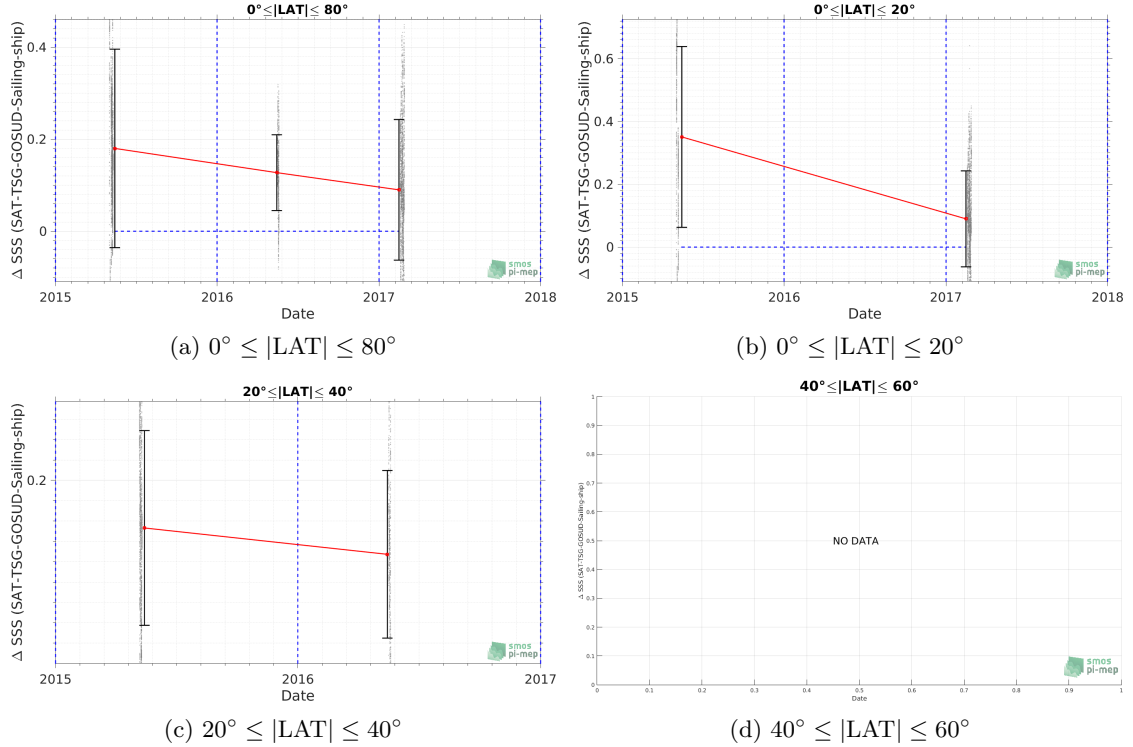 0°≤|LAT|≤ 80°
Δ SSS (SAT-TSG-GOSUD-Sailing-ship)
0.4
0.2
0
2015
2016
2017
2018
Date
smos
pi-mep
(a) 0° ≤ |LAT| ≤ 80°
0°≤|LAT|≤ 20°
Δ SSS (SAT-TSG-GOSUD-Sailing-ship)
0.6
0.4
0.2
0
2015
2016
2017
2018
Date
smos
pi-mep
(b) 0° ≤ |LAT| ≤ 20°
20°≤|LAT|≤ 40°
Δ SSS (SAT-TSG-GOSUD-Sailing-ship)
0.2
2015
2016
2017
Date
smos
pi-mep
(c) 20° ≤ |LAT| ≤ 40°
40°≤|LAT|≤ 60°
Δ SSS (SAT-TSG-GOSUD-Sailing-ship)
1
0.9
0.8
0.7
0.6
0.5
0.4
0.3
0.2
0.1
0
NO DATA
0
0.1
0.2
0.3
0.4
0.5
0.6
0.7
0.8
0.9
1
Date
smos
pi-mep
(d) 40° ≤ |LAT| ≤ 60°